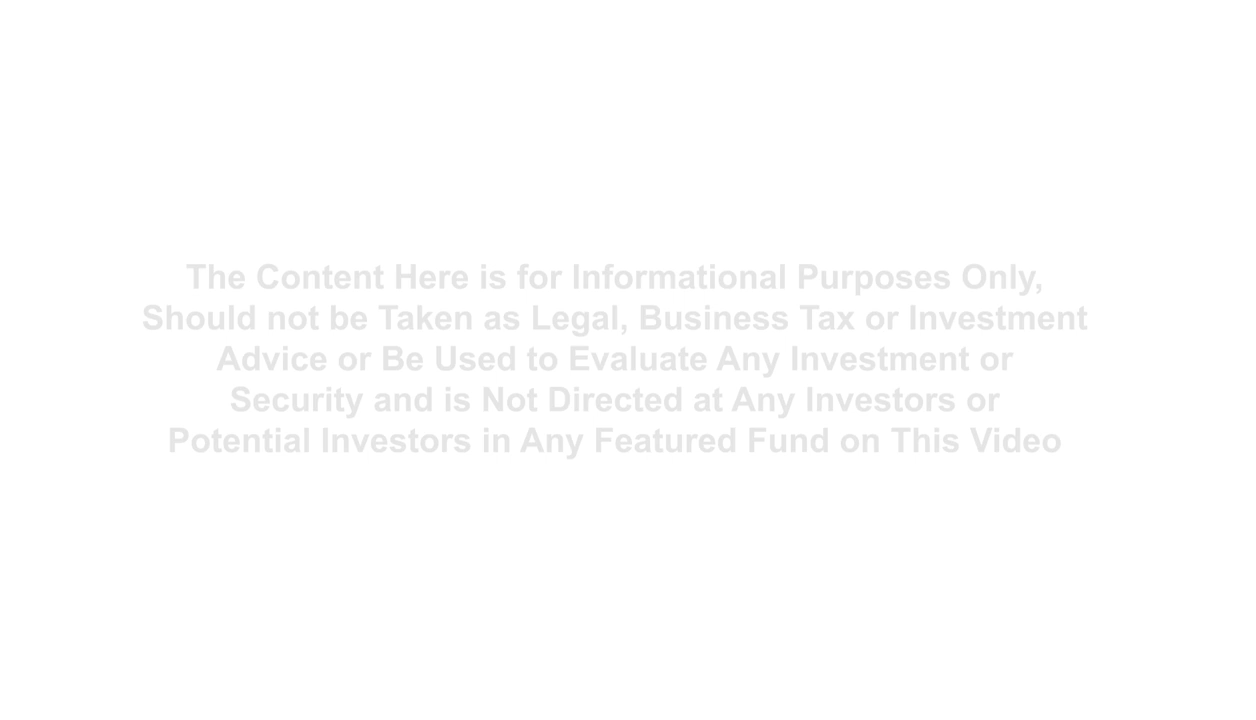 The Content Here is for Informational Purposes Only,
Should not be Taken as Legal, Business Tax or Investment
Advice or Be Used to Evaluate Any Investment or
Security and is Not Directed at Any Investors or
Potential Investors in Any Featured Fund on This Video